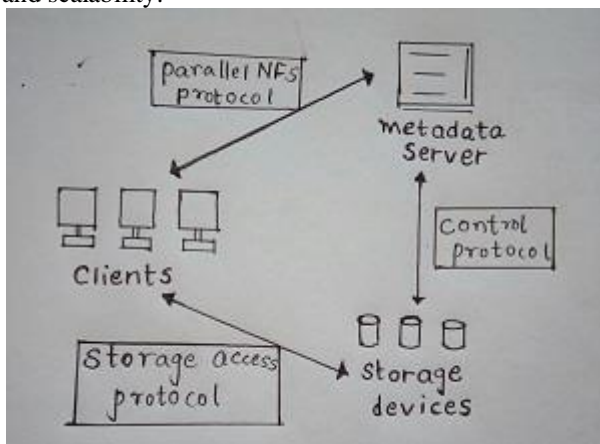 and scalability.
parallel NFS
protocol
metadata
Server
Control
protocol
Clients
Storage access
protocol
storage
devices